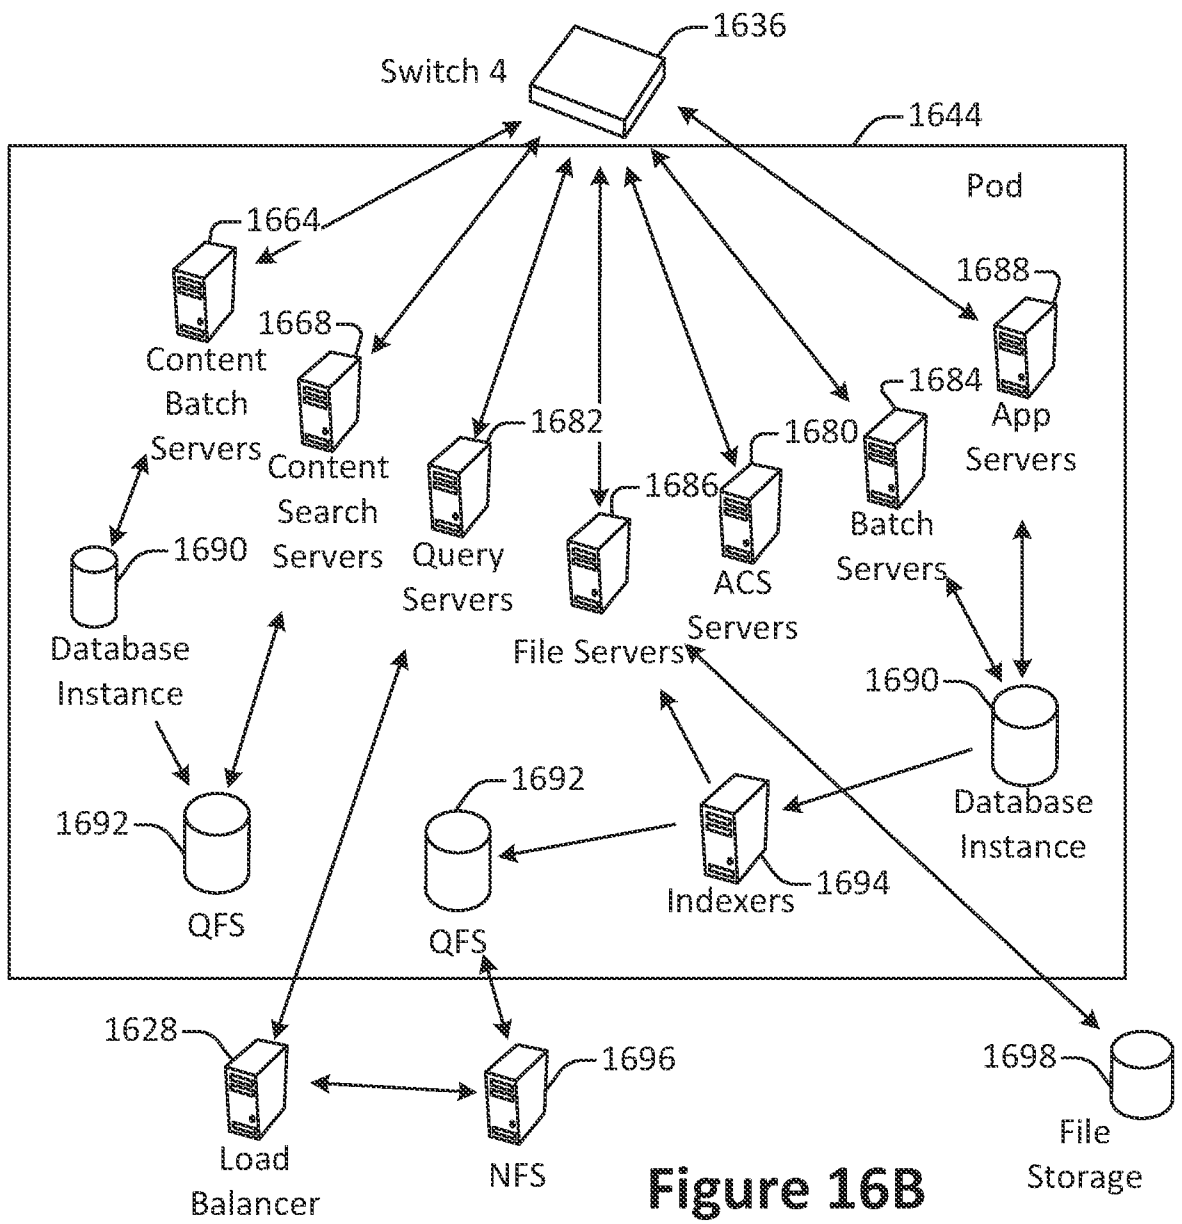 1636
Switch 4
1644
Pod
1664
1688
1668
Content
Batch
Servers
1684
App
Servers
1682
1680
Content
Search
Servers
1686
Batch
Servers
1690
Query
Servers
ACS
Servers
Database
Instance
File Servers
1690
1692
1692
Database
Instance
1694
Indexers
QFS
QFS
1628
1696
1698
Load
Balancer
NFS
File
Storage
Figure 16B